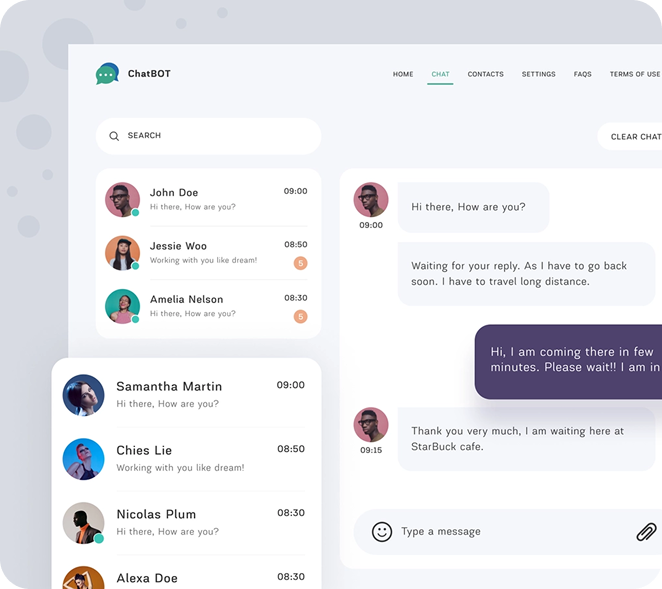 ChatBOT
HOME CHAT CONTACTS SETTINGS FAQS TERMS OF USE
SEARCH
CLEAR CHAT
John Doe 09:00
Hi there, How are you?
Jessie Woo 08:50
Working with you like dream! 5
Amelia Nelson 08:30
Hi there, How are you? 5
Samantha Martin 09:00
Hi there, How are you?
Chies Lie 08:50
Working with you like dream!
Nicolas Plum 08:30
Hi there, How are you?
Alexa Doe 08:30
Hi there, How are you?
09:00
Waiting for your reply. As I have to go back
soon. I have to travel long distance.
Hi, I am coming there in few
minutes. Please wait!! I am in
Thank you very much, I am waiting here at
StarBuck cafe.
09:15
Type a message